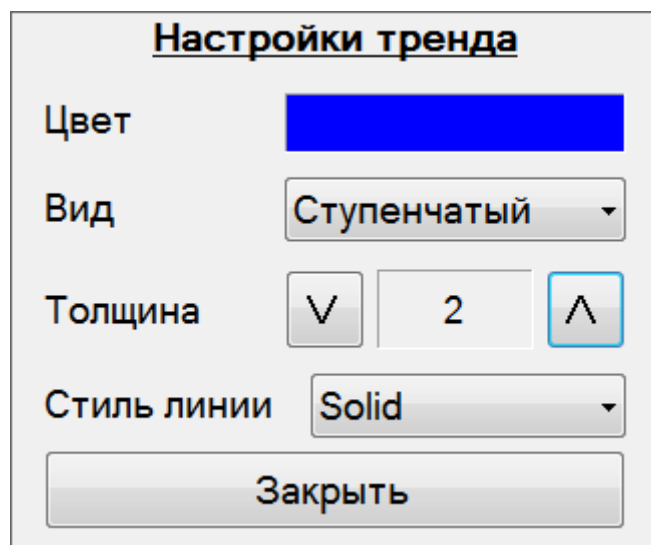 Настройки тренда
Цвет
Вид Ступенчатый
Толщина 2
Стиль линии Solid
Закрыть